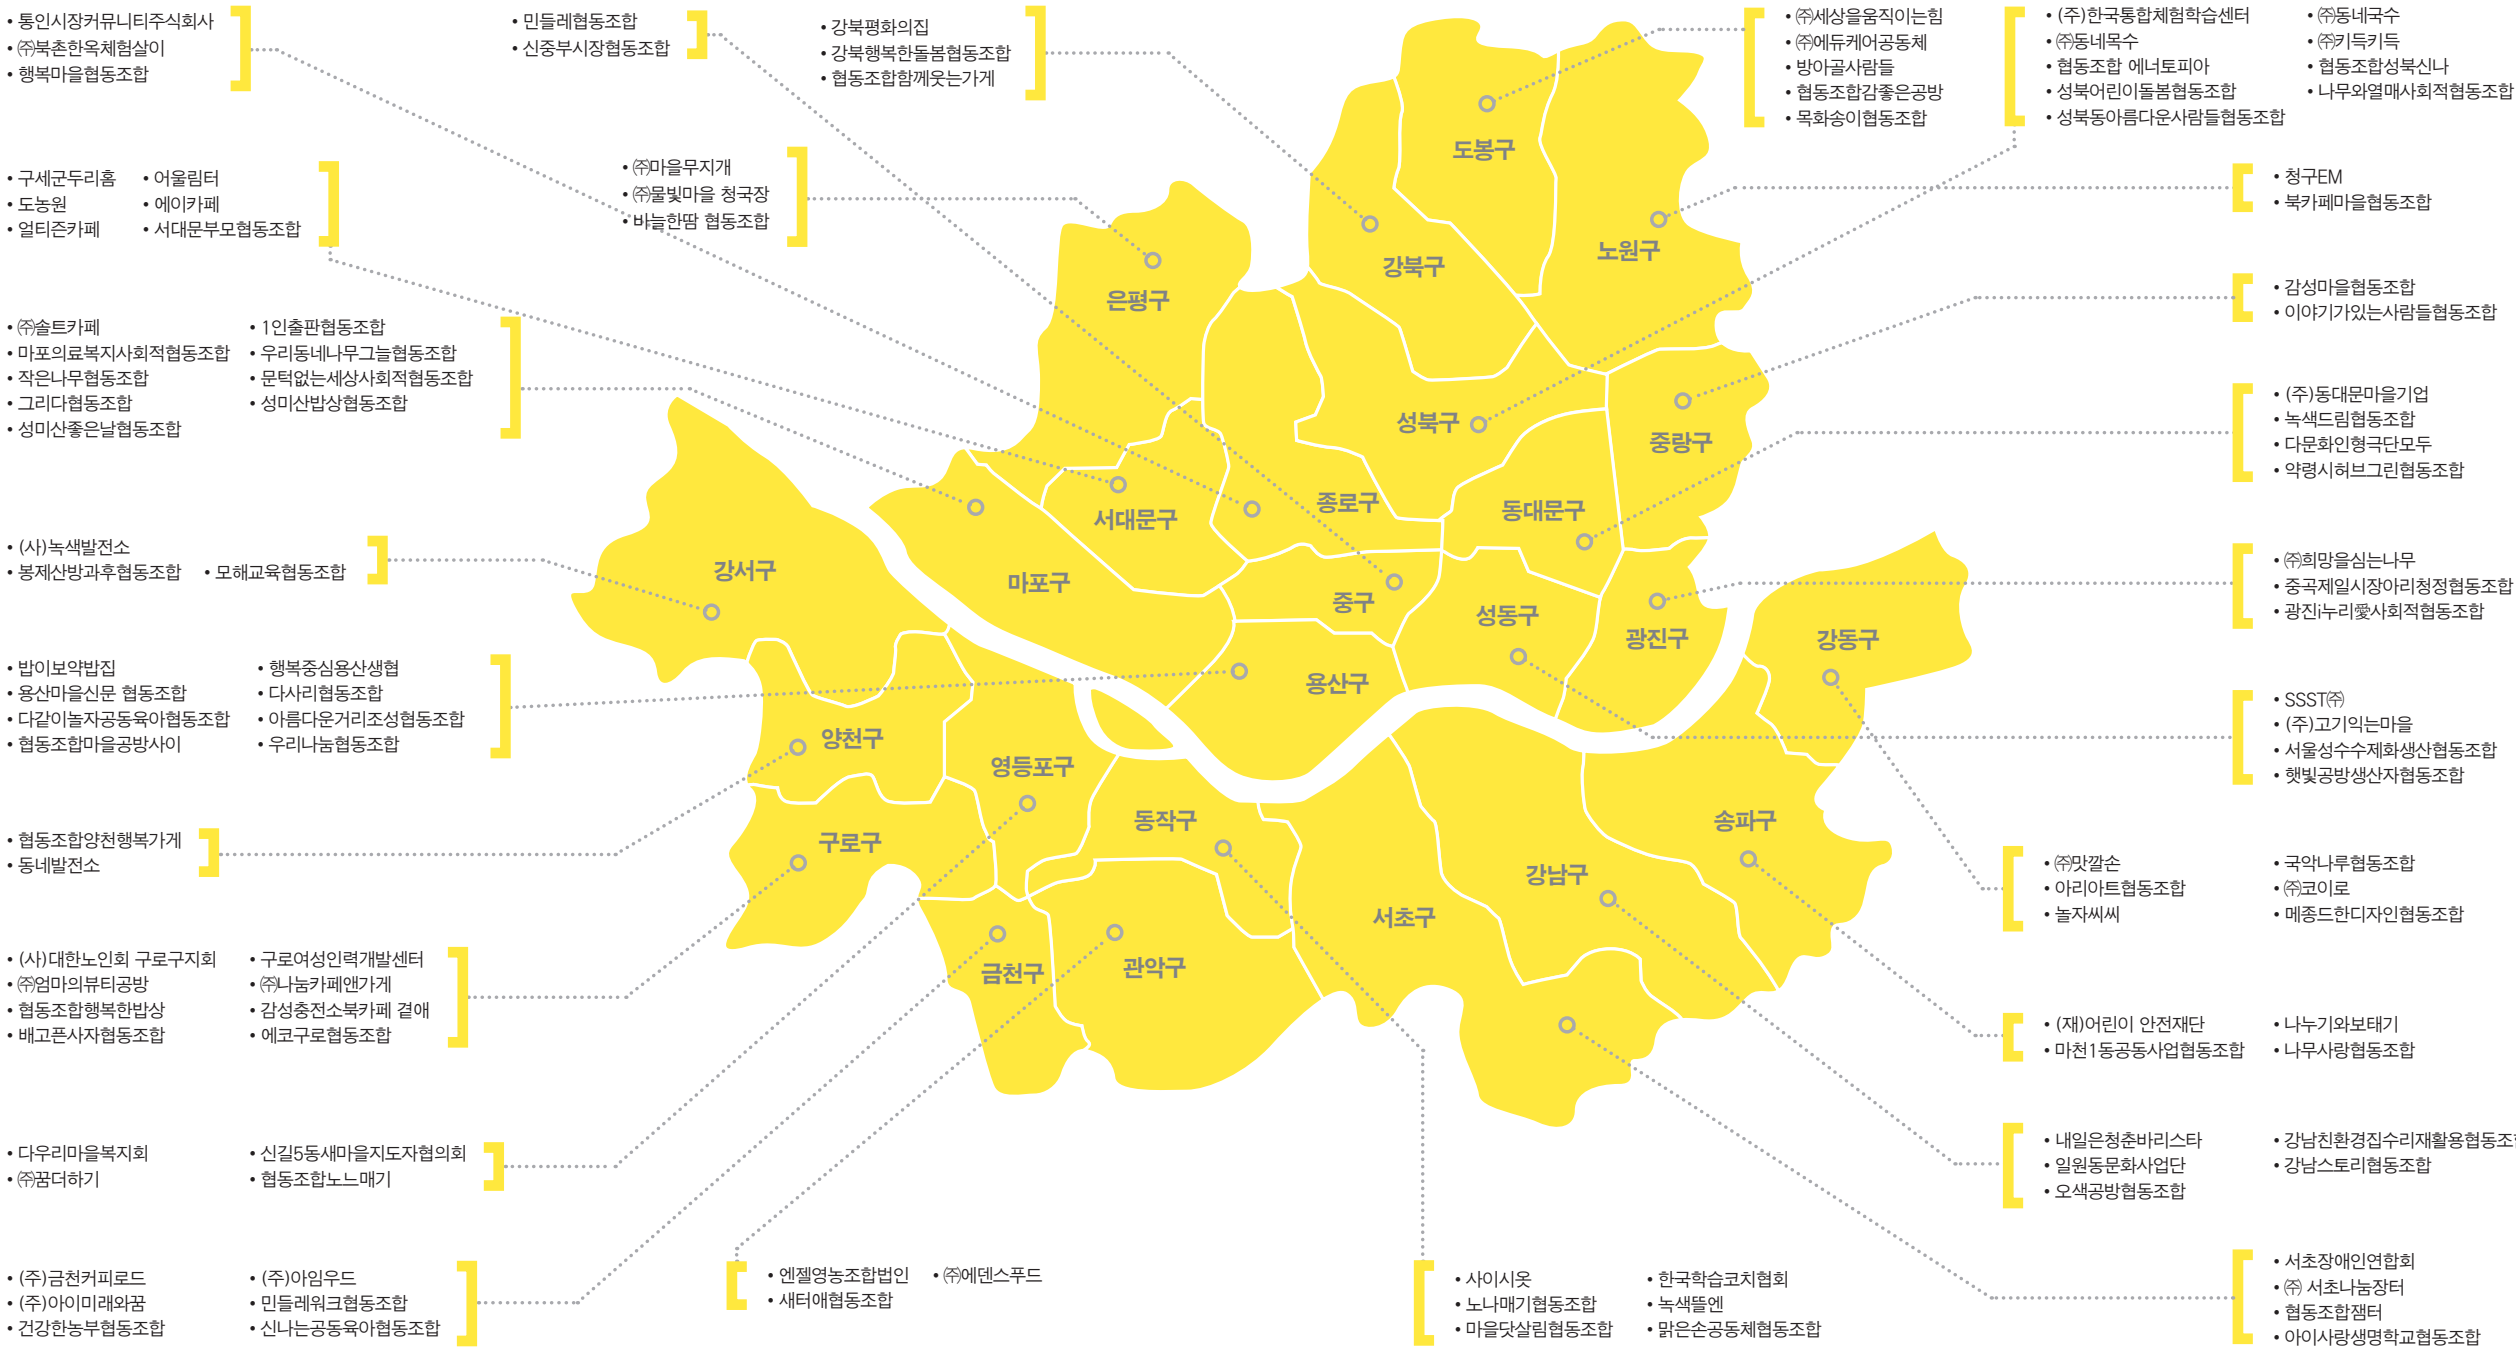 • 통인시장커뮤니티주식회사
• ㈜북촌한옥체험살이
• 행복마을협동조합
• 민들레협동조합
• 신중부시장협동조합
• 강북평화의집
• 강북행복한돌봄협동조합
• 협동조합함께웃는가게
• ㈜세상을움직이는힘
• ㈜에듀케어공동체
• 방아골사람들
• 협동조합감좋은공방
• 목화송이협동조합
• (주)한국통합체험학습센터
• ㈜동네목수
• 협동조합 에너토피아
• 성북어린이돌봄협동조합
• 성북동아름다운사람들협동조합
• ㈜동네국수
• ㈜키득키득
• 협동조합성북신나
• 나무와열매사회적협동조합
• 구세군두리홈
• 도농원
• 얼티즌카페
• 어울림터
• 에이카페
• 서대문부모협동조합
• ㈜마을무지개
• ㈜물빛마을 청국장
• 바늘한땀 협동조합
• 청구EM
• 북카페마을협동조합
• 감성마을협동조합
• 이야기가있는사람들협동조합
• ㈜솔트카페
• 마포의료복지사회적협동조합
• 작은나무협동조합
• 그리다협동조합
• 성미산좋은날협동조합
• 1인출판협동조합
• 우리동네나무그늘협동조합
• 문턱없는세상사회적협동조합
• 성미산밥상협동조합
• (주)동대문마을기업
• 녹색드림협동조합
• 다문화인형극단모두
• 약령시허브그린협동조합
• (사)녹색발전소
• 봉제산방과후협동조합
• 모해교육협동조합
• ㈜희망을심는나무
• 중곡제일시장아리청정협동조합
• 광진i누리愛사회적협동조합
• 밥이보약밥집
• 용산마을신문 협동조합
• 다같이놀자공동육아협동조합
• 협동조합마을공방사이
• 행복중심용산생협
• 다사리협동조합
• 아름다운거리조성협동조합
• 우리나눔협동조합
• SSST㈜
• (주)고기익는마을
• 서울성수수제화생산협동조합
• 햇빛공방생산자협동조합
• 협동조합양천행복가게
• 동네발전소
• ㈜맛깔손
• 아리아트협동조합
• 놀자씨씨
• 국악나루협동조합
• ㈜코이로
• 메종드한디자인협동조합
• (사)대한노인회 구로구지회
• ㈜엄마의뷰티공방
• 협동조합행복한밥상
• 배고픈사자협동조합
• 구로여성인력개발센터
• ㈜나눔카페앤가게
• 감성충전소북카페 곁애
• 에코구로협동조합
• (재)어린이 안전재단
• 마천1동공동사업협동조합
• 나누기와보태기
• 나무사랑협동조합
• 다우리마을복지회
• ㈜꿈더하기
• 신길5동새마을지도자협의회
• 협동조합노느매기
• 내일은청춘바리스타
• 일원동문화사업단
• 오색공방협동조합
• 강남친환경집수리재활용협동조합
• 강남스토리협동조합
• (주)금천커피로드
• (주)아이미래와꿈
• 건강한농부협동조합
• (주)아임우드
• 민들레워크협동조합
• 신나는공동육아협동조합
• 엔젤영농조합법인
• 새터애협동조합
• ㈜에덴스푸드
• 사이시옷
• 노나매기협동조합
• 마을닷살림협동조합
• 한국학습코치협회
• 녹색뜰엔
• 맑은손공동체협동조합
• 서초장애인연합회
• ㈜ 서초나눔장터
• 협동조합잼터
• 아이사랑생명학교협동조합
도봉구
노원구
강북구
은평구
성북구
중랑구
종로구
동대문구
서대문구
강서구
마포구
중구
성동구
광진구
강동구
용산구
양천구
영등포구
동작구
송파구
구로구
강남구
서초구
금천구
관악구